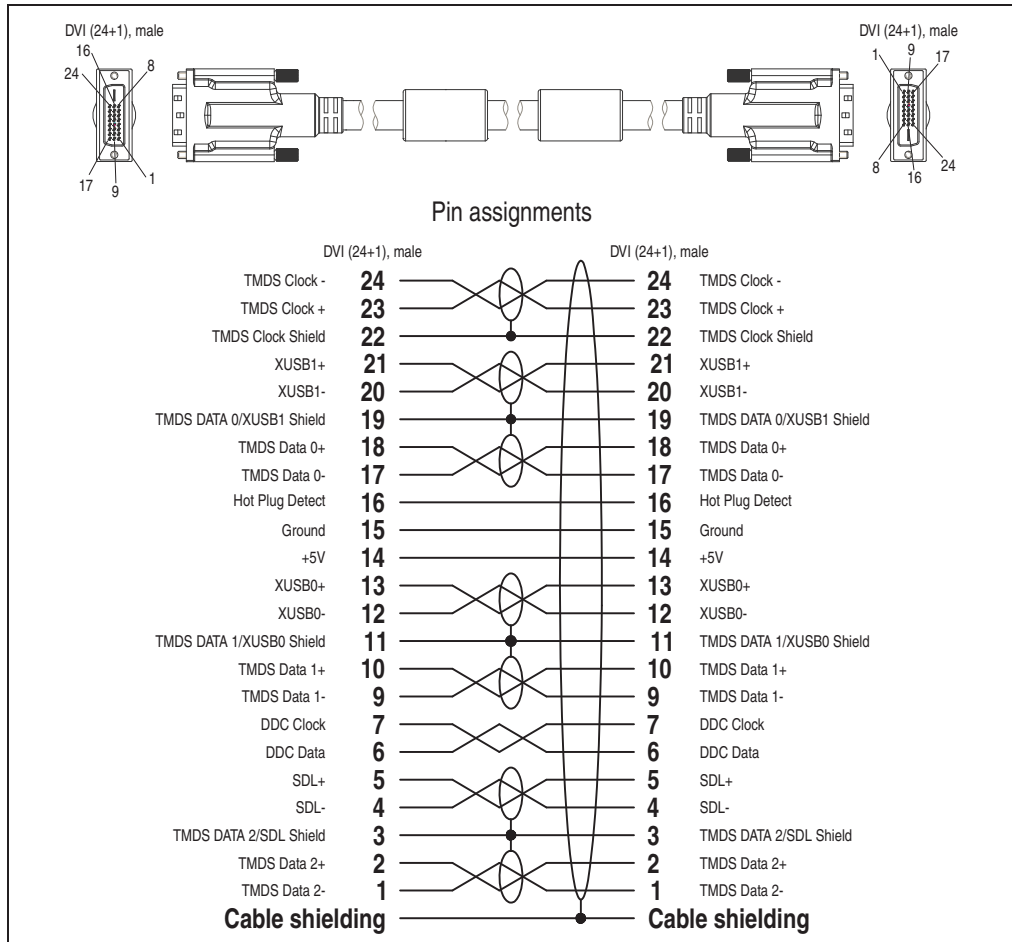 DVI (24+1), male
16
24
8
17
9
1
DVI (24+1), male
9
1
17
8
16
24
Pin assignments
DVI (24+1), male DVI (24+1), male
TMDS Clock - 24 24 TMDS Clock -
TMDS Clock + 23 23 TMDS Clock +
TMDS Clock Shield 22 22 TMDS Clock Shield
XUSB1+ 21 21 XUSB1+
XUSB1- 20 20 XUSB1-
TMDS DATA 0/XUSB1 Shield 19 19 TMDS DATA 0/XUSB1 Shield
TMDS Data 0+ 18 18 TMDS Data 0+
TMDS Data 0- 17 17 TMDS Data 0-
Hot Plug Detect 16 16 Hot Plug Detect
Ground 15 15 Ground
+5V 14 14 +5V
XUSB0+ 13 13 XUSB0+
XUSB0- 12 12 XUSB0-
TMDS DATA 1/XUSB0 Shield 11 11 TMDS DATA 1/XUSB0 Shield
TMDS Data 1+ 10 10 TMDS Data 1+
TMDS Data 1- 9 9 TMDS Data 1-
DDC Clock 7 7 DDC Clock
DDC Data 6 6 DDC Data
SDL+ 5 5 SDL+
SDL- 4 4 SDL-
TMDS DATA 2/SDL Shield 3 3 TMDS DATA 2/SDL Shield
TMDS Data 2+ 2 2 TMDS Data 2+
TMDS Data 2- 1 1 TMDS Data 2-
Cable shielding Cable shielding